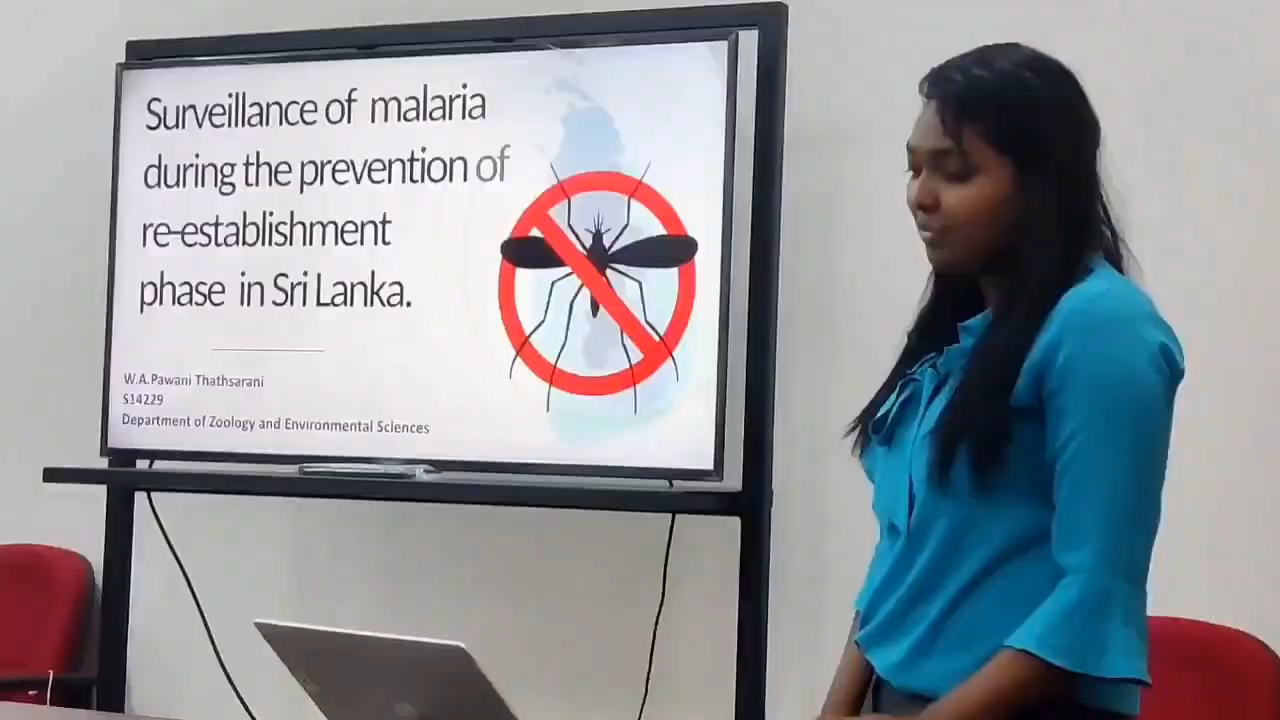 Surveillance of malaria
during the prevention of
re-establishment
phase in Sri Lanka.
W.A.Pawani Thathsarani
S14229
Department of Zoology and Environmental Sciences